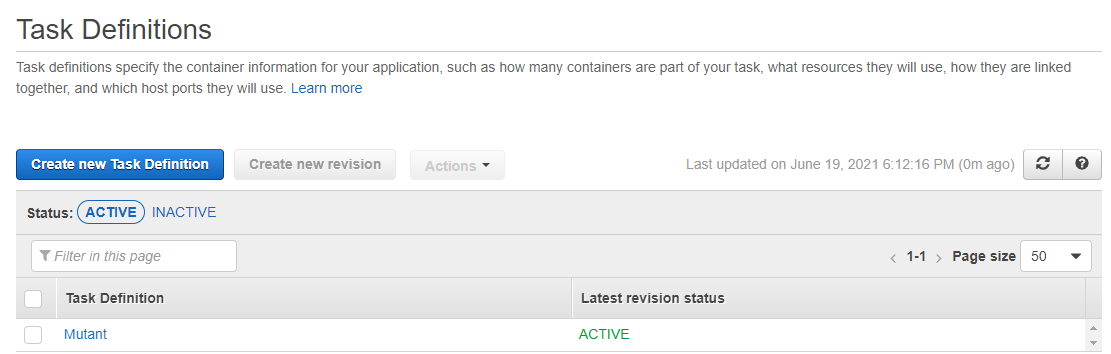 Task Definitions
Task definitions specify the container information for your application, such as how many containers are part of your task, what resources they will use, how they are linked
together, and which host ports they will use. Learn more
Create new Task Definition Create new revision Actions Last updated on June 19, 2021 6:12:16 PM (0m ago)
Status: ACTIVE INACTIVE
Filter in this page 1-1 Page size 50
Task Definition Latest revision status
Mutant ACTIVE